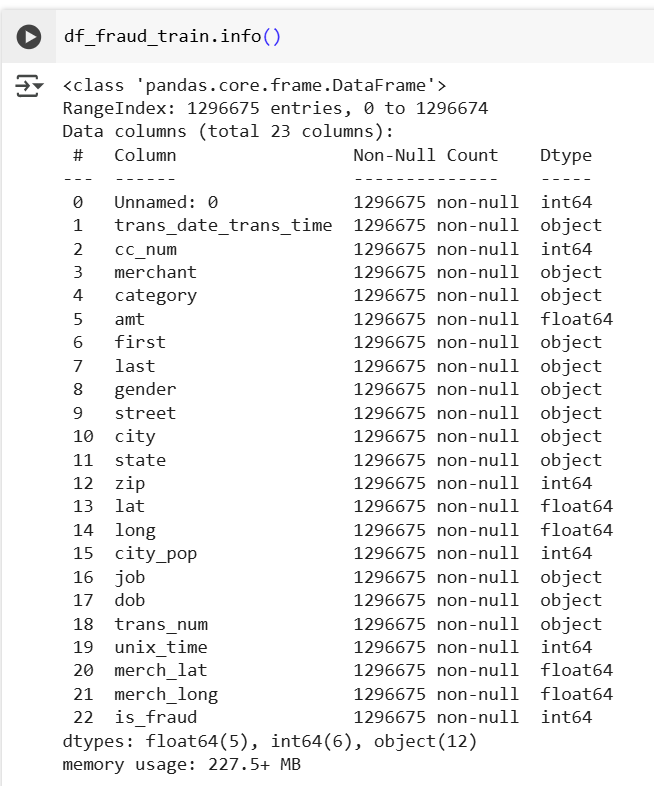 df_fraud_train.info()
<class 'pandas.core.frame.DataFrame'>
RangeIndex: 1296675 entries, 0 to 1296674
Data columns (total 23 columns):
 #   Column                 Non-Null Count    Dtype
---  ------                 --------------    -----
 0   Unnamed: 0             1296675 non-null  int64
 1   trans_date_trans_time  1296675 non-null  object
 2   cc_num                 1296675 non-null  int64
 3   merchant               1296675 non-null  object
 4   category               1296675 non-null  object
 5   amt                    1296675 non-null  float64
 6   first                  1296675 non-null  object
 7   last                   1296675 non-null  object
 8   gender                 1296675 non-null  object
 9   street                 1296675 non-null  object
 10  city                   1296675 non-null  object
 11  state                  1296675 non-null  object
 12  zip                    1296675 non-null  int64
 13  lat                    1296675 non-null  float64
 14  long                   1296675 non-null  float64
 15  city_pop               1296675 non-null  int64
 16  job                    1296675 non-null  object
 17  dob                    1296675 non-null  object
 18  trans_num              1296675 non-null  object
 19  unix_time              1296675 non-null  int64
 20  merch_lat              1296675 non-null  float64
 21  merch_long             1296675 non-null  float64
 22  is_fraud               1296675 non-null  int64
dtypes: float64(5), int64(6), object(12)
memory usage: 227.5+ MB